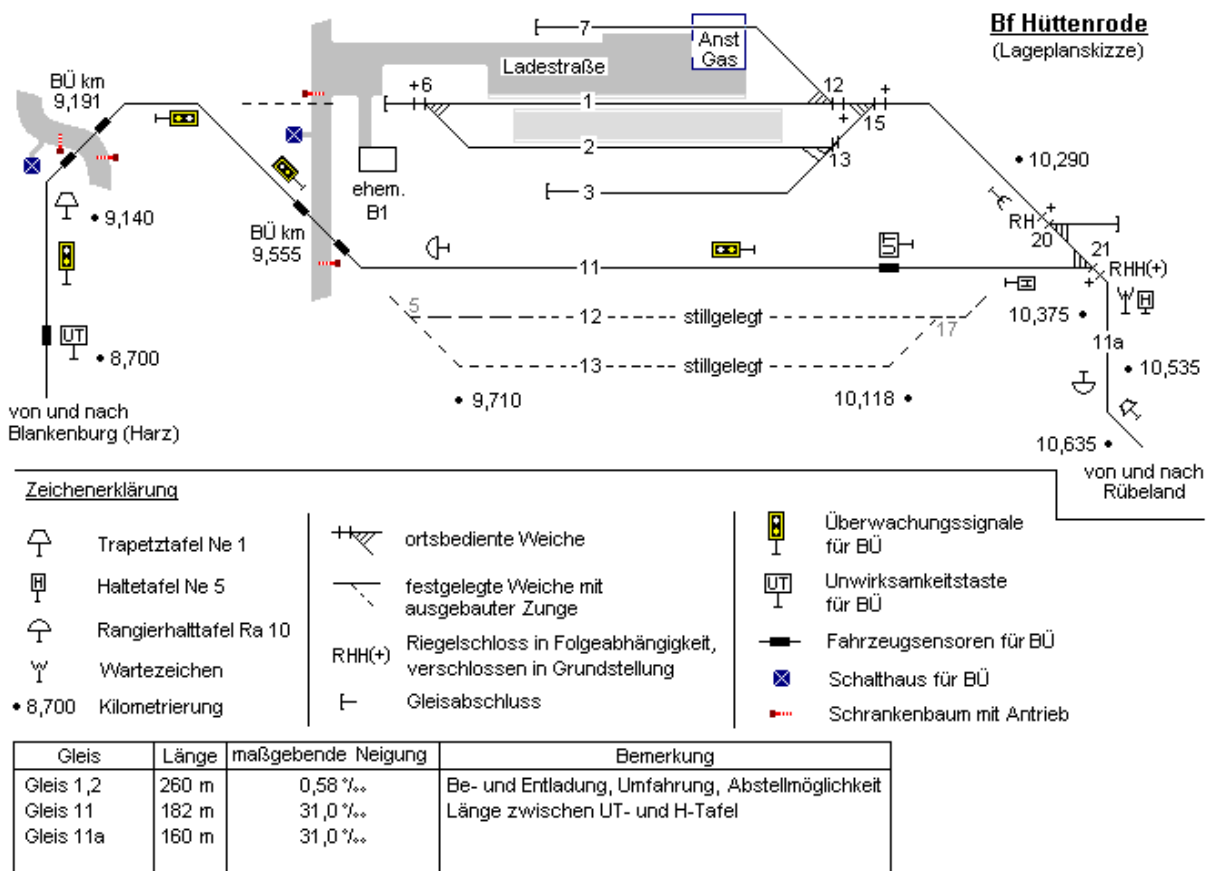 Bf Hüttenrode
(Lageplanskizze)
7
Anst
Gas
Ladestraße
BÜ km
9,191
+6
1
12
+
+
15
2
13
3
10,290
ehem.
B1
9,140
BÜ km
9,555
RH
+
20
21
RHH(+)
+
11
UT
H
H
5
12
stillgelegt
17
10,375
11a
UT
8,700
13
stillgelegt
10,535
9,710
10,118
von und nach
Blankenburg (Harz)
10,635
von und nach
Rübeland
Zeichenerklärung
Trapetztafel Ne 1
H
Haltetafel Ne 5
Rangierhalttafel Ra 10
Wartezeichen
8,700 Kilometrierung
ortsbediente Weiche
festgelegte Weiche mit
ausgebauter Zunge
RHH(+)
Riegelschloss in Folgeabhängigkeit,
verschlossen in Grundstellung
Gleisabschluss
Überwachungssignale
für BÜ
UT
Unwirksamkeitstaste
für BÜ
Fahrzeugsensoren für BÜ
Schalthaus für BÜ
Schrankenbaum mit Antrieb
Gleis Länge maßgebende Neigung Bemerkung
Gleis 1,2 260 m 0,58 ‰ Be- und Entladung, Umfahrung, Abstellmöglichkeit
Gleis 11 182 m 31,0 ‰ Länge zwischen UT- und H-Tafel
Gleis 11a 160 m 31,0 ‰